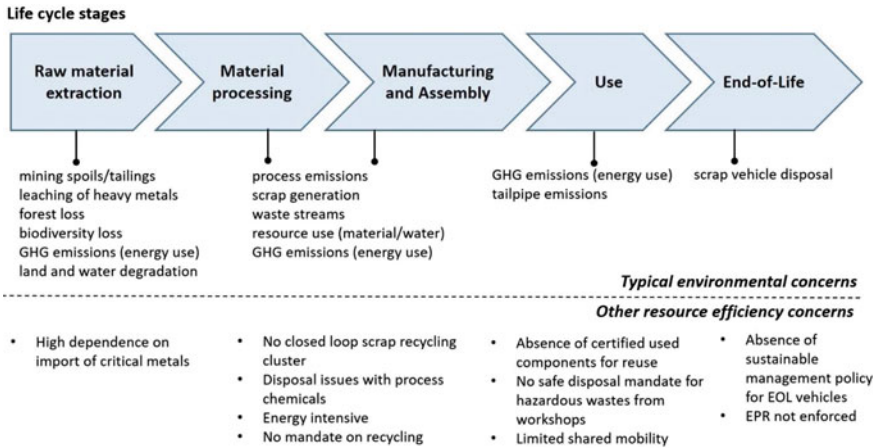 Life cycle stages
Raw material
extraction
Material
processing
Manufacturing
and Assembly
Use
End-of-Life
mining spoils/tailings
leaching of heavy metals
forest loss
biodiversity loss
GHG emissions (energy use)
land and water degradation
process emissions
scrap generation
waste streams
resource use (material/water)
GHG emissions (energy use)
GHG emissions (energy use)
tailpipe emissions
scrap vehicle disposal
Typical environmental concerns
Other resource efficiency concerns
• High dependence on
import of critical metals
• No closed loop scrap recycling
cluster
• Disposal issues with process
chemicals
• Energy intensive
• No mandate on recycling
• Absence of certified used
components for reuse
• No safe disposal mandate for
hazardous wastes from
workshops
• Limited shared mobility
• Absence of
sustainable
management policy
for EOL vehicles
• EPR not enforced